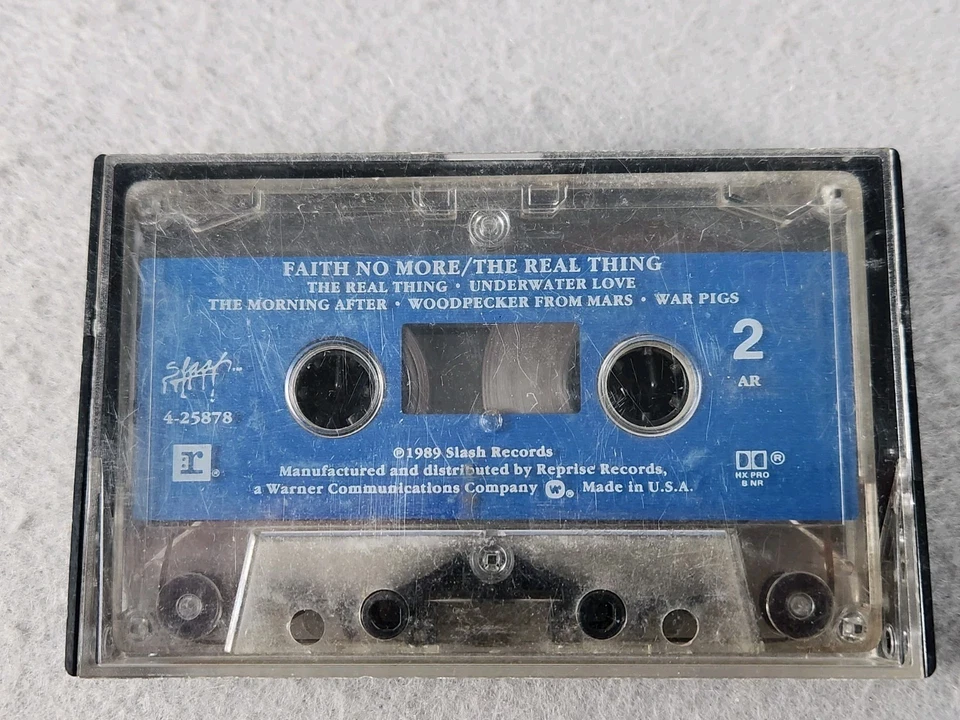 FAITH NO MORE/THE REAL THING
THE REAL THING • UNDERWATER LOVE
THE MORNING AFTER • WOODPECKER FROM MARS • WAR PIGS
2
AR
Slash™
4-25878
r®
℗1989 Slash Records
Manufactured and distributed by Reprise Records,
a Warner Communications Company W® Made in U.S.A.
®
HX PRO
B NR